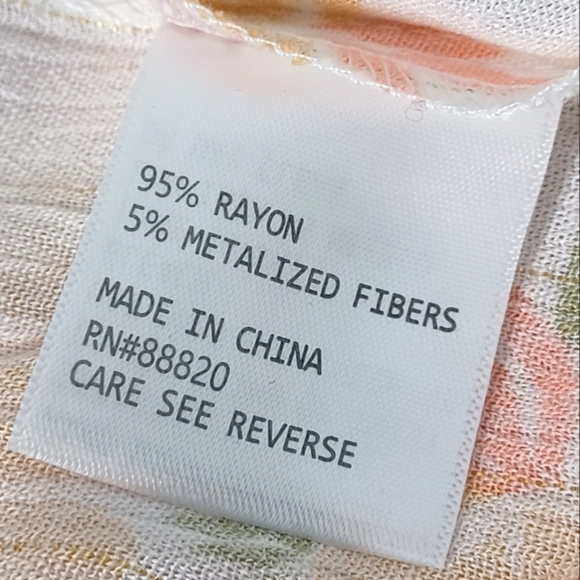 95% RAYON
5% METALIZED FIBERS
MADE IN CHINA
RN#88820
CARE SEE REVERSE